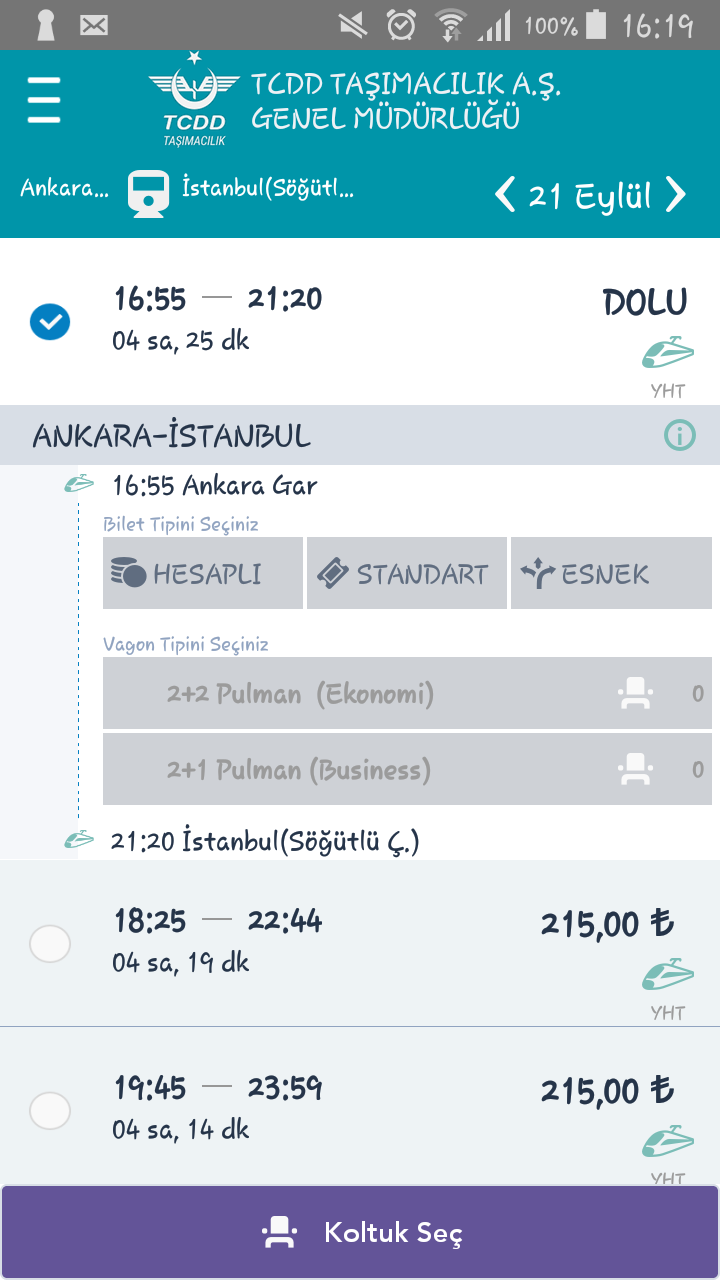 100% 16:19
TCDD TAŞIMACILIK A.Ş.
GENEL MÜDÜRLÜĞÜ
TCDD
TAŞIMACILIK
Ankara... İstanbul(Söğütl... 21 Eylül
16:55 — 21:20 DOLU
04 sa, 25 dk
YHT
ANKARA-İSTANBUL
16:55 Ankara Gar
Bilet Tipini Seçiniz
HESAPLI STANDART ESNEK
Vagon Tipini Seçiniz
2+2 Pulman (Ekonomi) 0
2+1 Pulman (Business) 0
21:20 İstanbul(Söğütlü Ç.)
18:25 — 22:44 215,00 ₺
04 sa, 19 dk
YHT
19:45 — 23:59 215,00 ₺
04 sa, 14 dk
YHT
Koltuk Seç